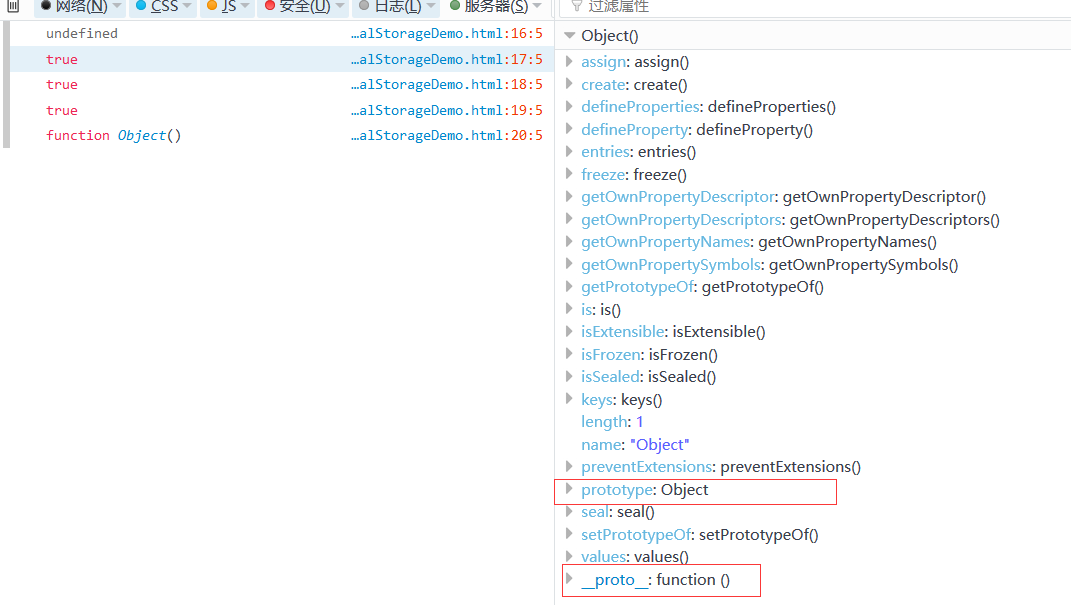 网络(N) CSS JS 安全(U) 日志(L) 服务器(S)
过滤属性
undefined …alStorageDemo.html:16:5
true …alStorageDemo.html:17:5
true …alStorageDemo.html:18:5
true …alStorageDemo.html:19:5
function Object() …alStorageDemo.html:20:5
Object()
assign: assign()
create: create()
defineProperties: defineProperties()
defineProperty: defineProperty()
entries: entries()
freeze: freeze()
getOwnPropertyDescriptor: getOwnPropertyDescriptor()
getOwnPropertyDescriptors: getOwnPropertyDescriptors()
getOwnPropertyNames: getOwnPropertyNames()
getOwnPropertySymbols: getOwnPropertySymbols()
getPrototypeOf: getPrototypeOf()
is: is()
isExtensible: isExtensible()
isFrozen: isFrozen()
isSealed: isSealed()
keys: keys()
length: 1
name: "Object"
preventExtensions: preventExtensions()
prototype: Object
seal: seal()
setPrototypeOf: setPrototypeOf()
values: values()
__proto__: function ()